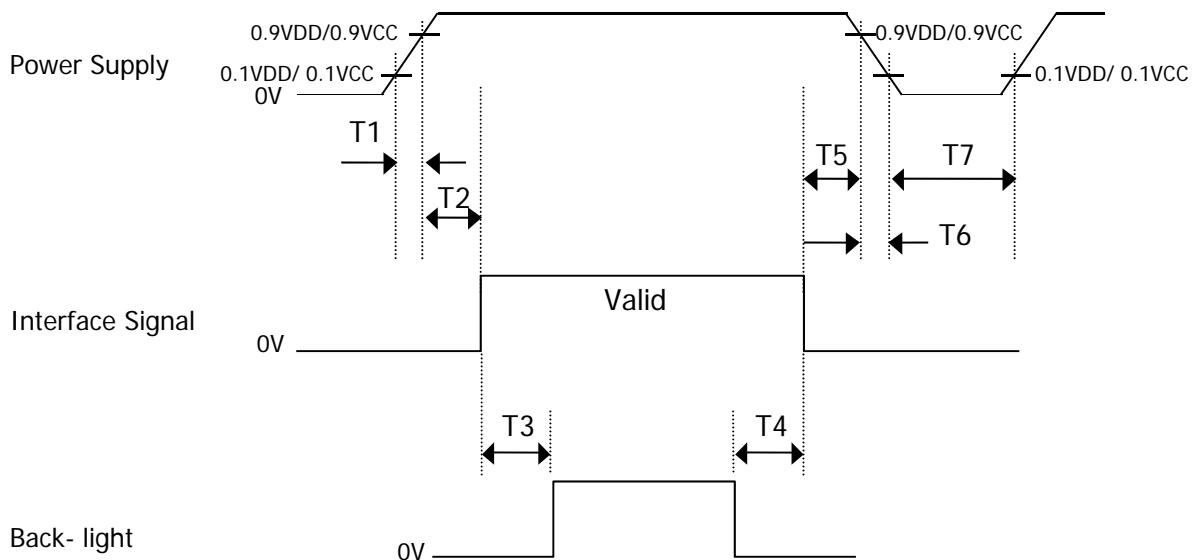 0.9VDD/0.9VCC
0.9VDD/0.9VCC
Power Supply
0.1VDD/ 0.1VCC
0.1VDD/ 0.1VCC
0V
T1
T5
T7
T2
T6
Valid
Interface Signal
0V
T3
T4
Back- light
0V